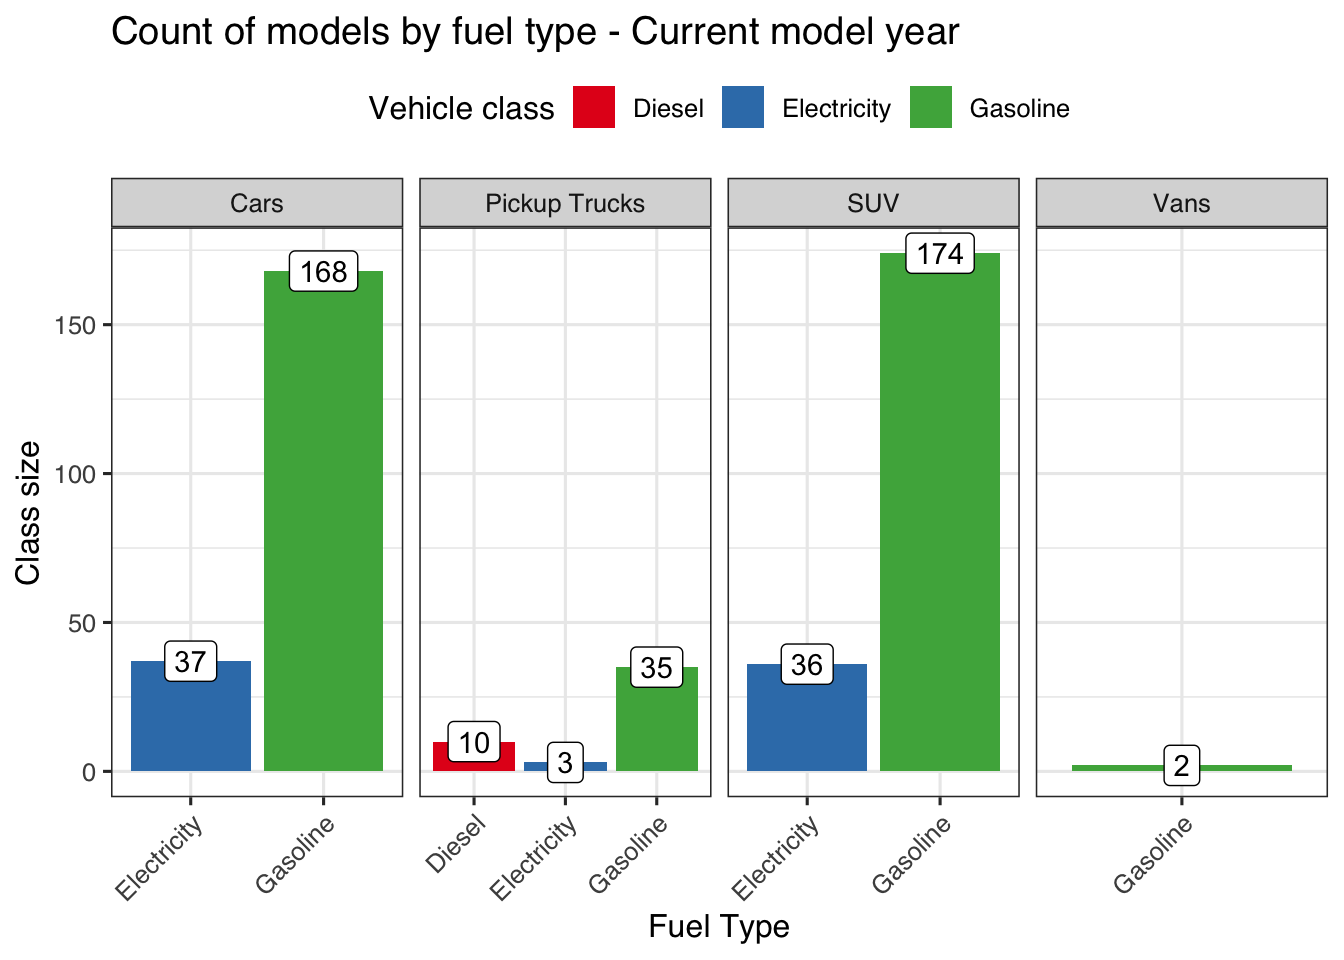 Count of models by fuel type - Current model year
Vehicle class Diesel Electricity Gasoline
Cars Pickup Trucks SUV Vans
168
174
150
100
Class size
50
37
36
35
10
3
2
0
Electricity Gasoline Diesel Electricity Gasoline Electricity Gasoline Gasoline
Fuel Type